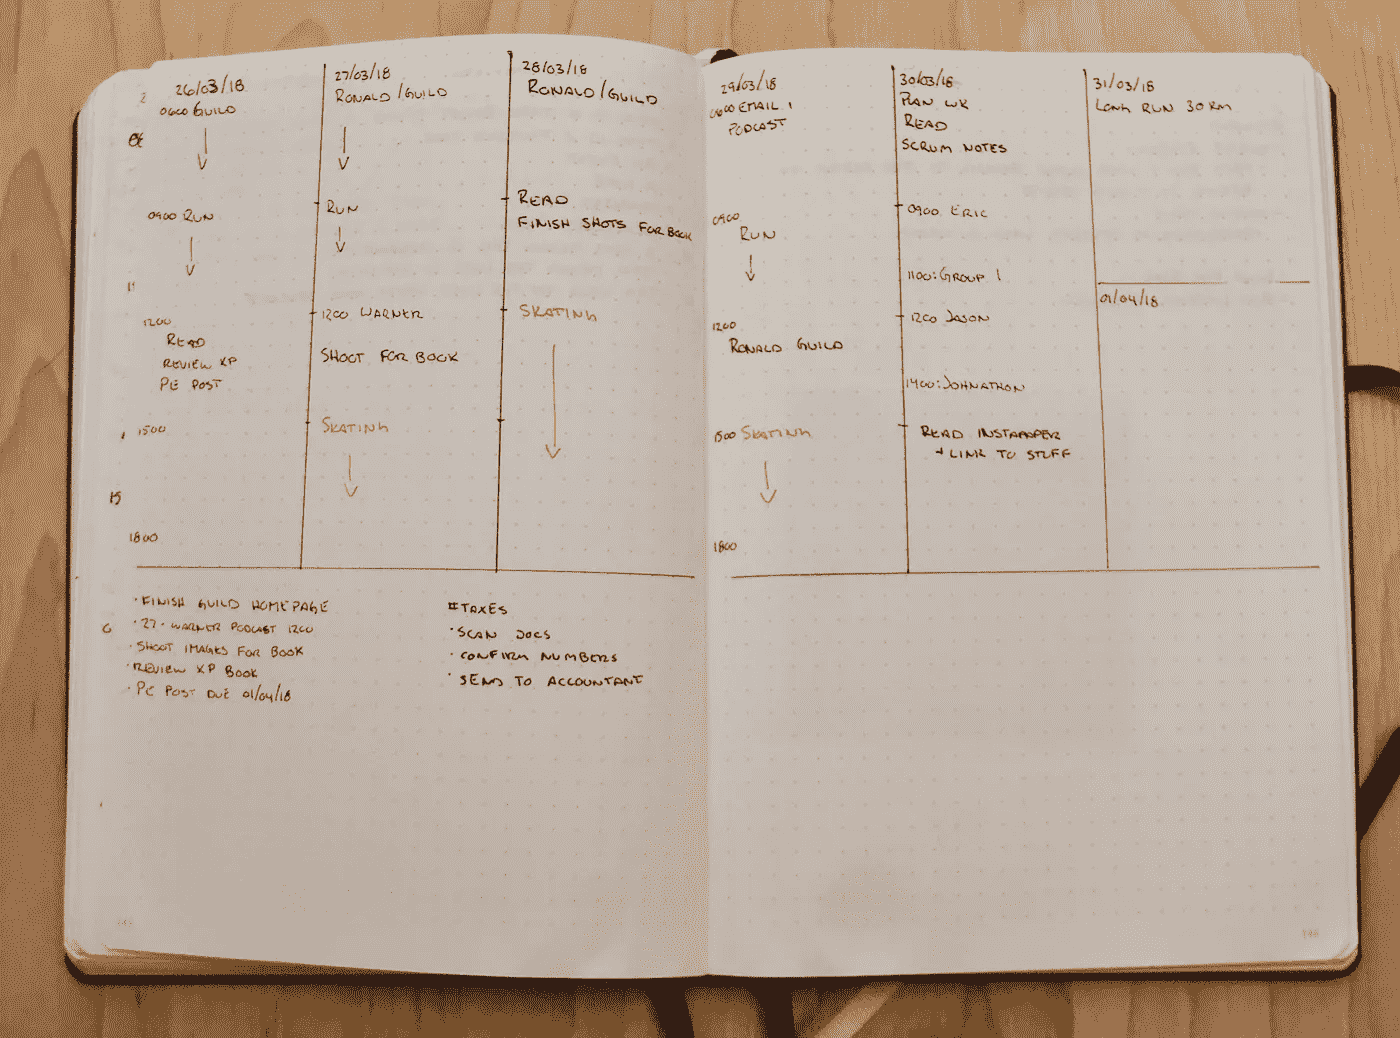 26/03/18
0600 GUILD
0900 RUN
1200
READ
REVIEW XP
PE POST
1500
1800
27/03/18
RONALD/GUILD
RUN
1200 WARNER
SHOOT FOR BOOK
SKATING
28/03/18
RONALD/GUILD
READ
FINISH SHOTS FOR BOOK
SKATING
· FINISH GUILD HOMEPAGE
· 27 · WARNER PODCAST 1200
· SHOOT IMAGES FOR BOOK
· REVIEW XP BOOK
· PE POST DUE 01/04/18
#TAXES
· SCAN DOCS
· CONFIRM NUMBERS
· SEND TO ACCOUNTANT
29/03/18
0600 EMAIL 1
PODCAST
0900
RUN
1200
RONALD GUILD
1500 SKATING
1800
30/03/18
PLAN WK
READ
SCRUM NOTES
0900 ERIC
1100: GROUP 1
1200 JASON
1400: JOHNATHON
READ INSTAPAPER
+ LINK TO STUFF
31/03/18
LONG RUN 30 KM
01/04/18